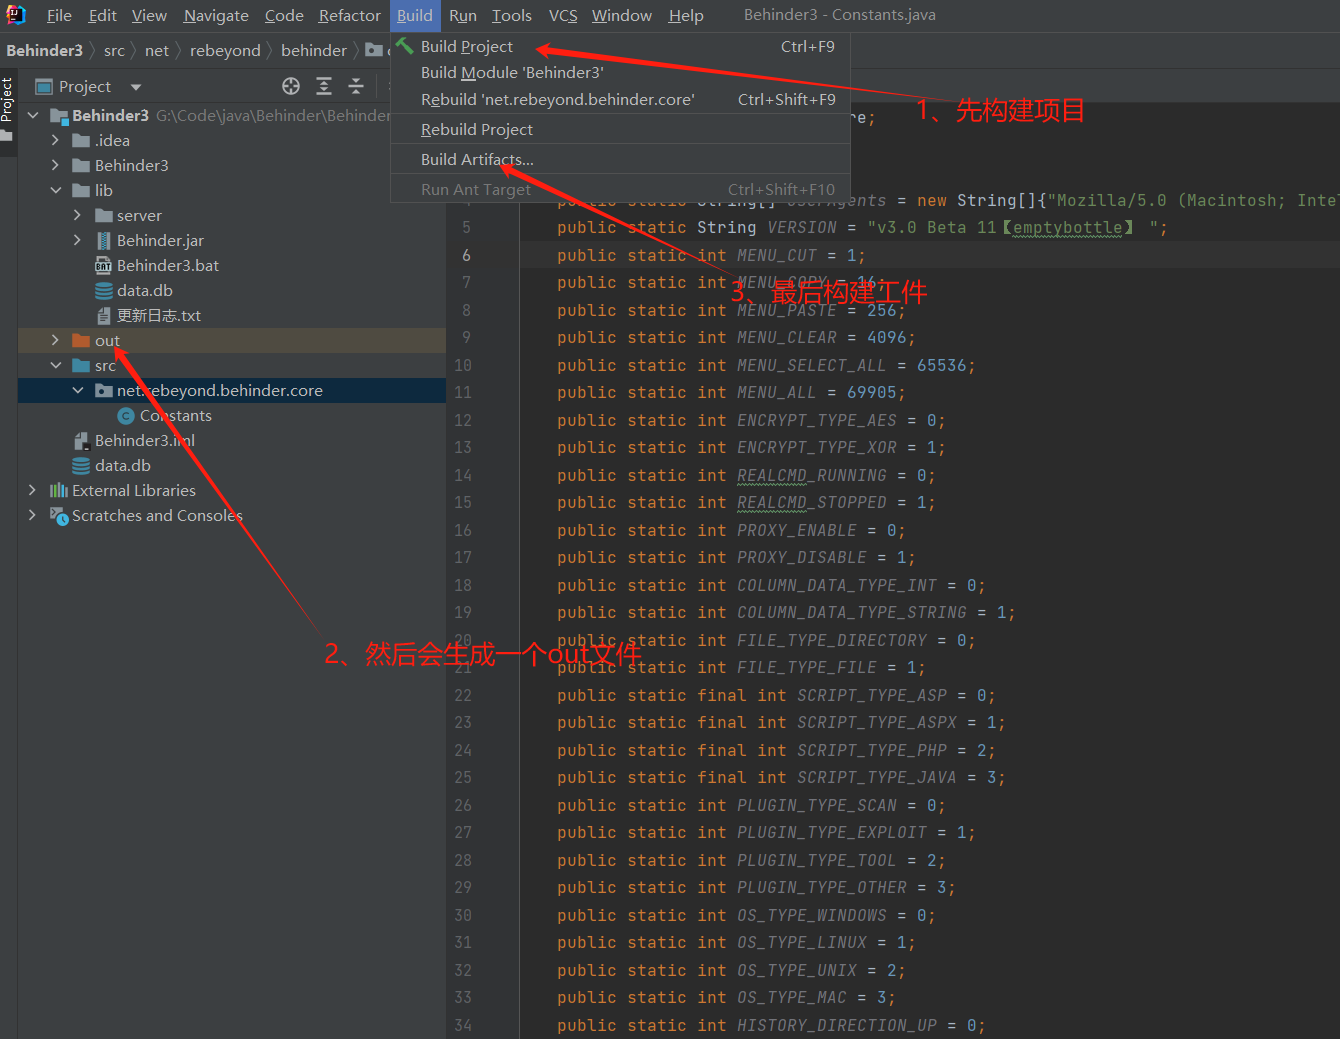 File Edit View Navigate Code Refactor Build Run Tools VCS Window Help Behinder3 - Constants.java
Behinder3 src net rebeyond behinder
Project
Project
Build Project Ctrl+F9
Build Module 'Behinder3'
Rebuild 'net.rebeyond.behinder.core' Ctrl+Shift+F9
Rebuild Project
Build Artifacts...
Run Ant Target Ctrl+Shift+F10
1、先构建项目
Behinder3 G:\Code\java\Behinder\Behinder
.idea
Behinder3
lib
server
Behinder.jar
Behinder3.bat
data.db
更新日志.txt
out
src
net.rebeyond.behinder.core
Constants
Behinder3.iml
data.db
External Libraries
Scratches and Consoles
2、然后会生成一个out文件
3、最后构建工件
re;
public static String[] UserAgents = new String[]{"Mozilla/5.0 (Macintosh; Inte
5 public static String VERSION = "v3.0 Beta 11【emptybottle】 ";
6 public static int MENU_CUT = 1;
7 public static int MENU_COPY = 16;
8 public static int MENU_PASTE = 256;
9 public static int MENU_CLEAR = 4096;
10 public static int MENU_SELECT_ALL = 65536;
11 public static int MENU_ALL = 69905;
12 public static int ENCRYPT_TYPE_AES = 0;
13 public static int ENCRYPT_TYPE_XOR = 1;
14 public static int REALCMD_RUNNING = 0;
15 public static int REALCMD_STOPPED = 1;
16 public static int PROXY_ENABLE = 0;
17 public static int PROXY_DISABLE = 1;
18 public static int COLUMN_DATA_TYPE_INT = 0;
19 public static int COLUMN_DATA_TYPE_STRING = 1;
20 public static int FILE_TYPE_DIRECTORY = 0;
21 public static int FILE_TYPE_FILE = 1;
22 public static final int SCRIPT_TYPE_ASP = 0;
23 public static final int SCRIPT_TYPE_ASPX = 1;
24 public static final int SCRIPT_TYPE_PHP = 2;
25 public static final int SCRIPT_TYPE_JAVA = 3;
26 public static int PLUGIN_TYPE_SCAN = 0;
27 public static int PLUGIN_TYPE_EXPLOIT = 1;
28 public static int PLUGIN_TYPE_TOOL = 2;
29 public static int PLUGIN_TYPE_OTHER = 3;
30 public static int OS_TYPE_WINDOWS = 0;
31 public static int OS_TYPE_LINUX = 1;
32 public static int OS_TYPE_UNIX = 2;
33 public static int OS_TYPE_MAC = 3;
34 public static int HISTORY_DIRECTION_UP = 0;